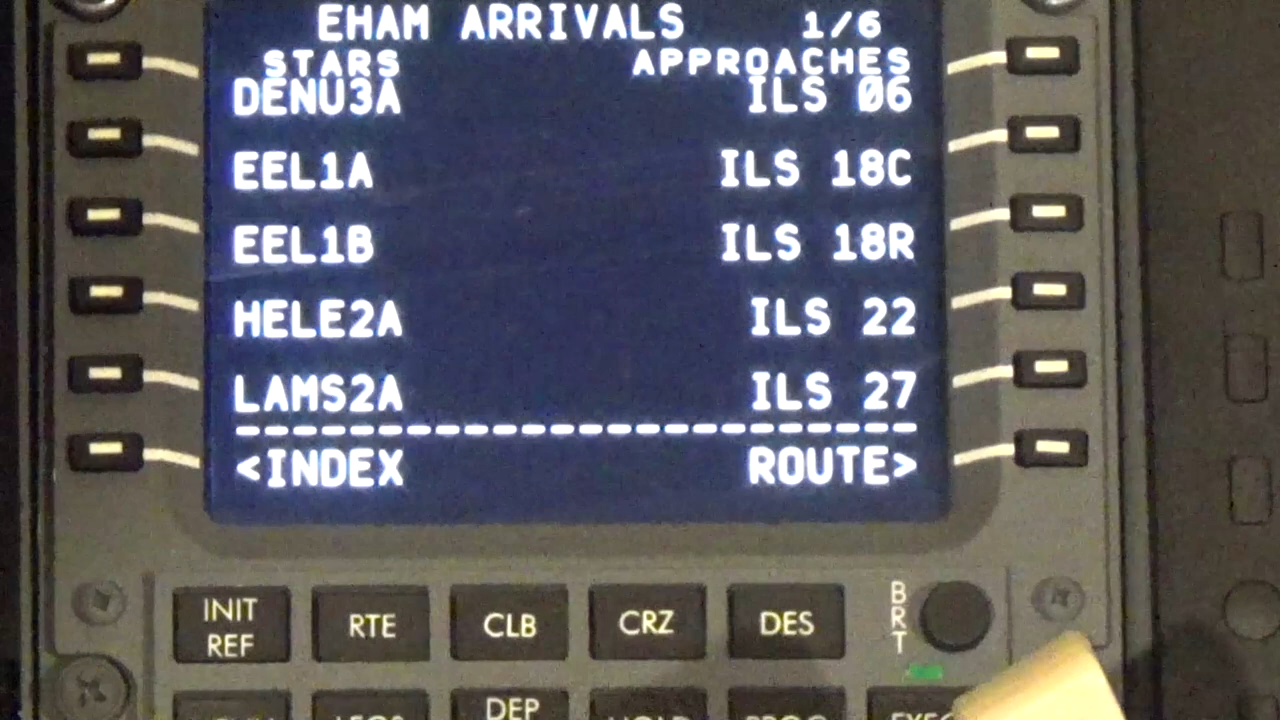 EHAM ARRIVALS 1/6
STARS APPROACHES
DENU3A ILS 06
EEL1A ILS 18C
EEL1B ILS 18R
HELE2A ILS 22
LAMS2A ILS 27
------------------------
<INDEX ROUTE>
INIT REF RTE CLB CRZ DES BRT
DEP